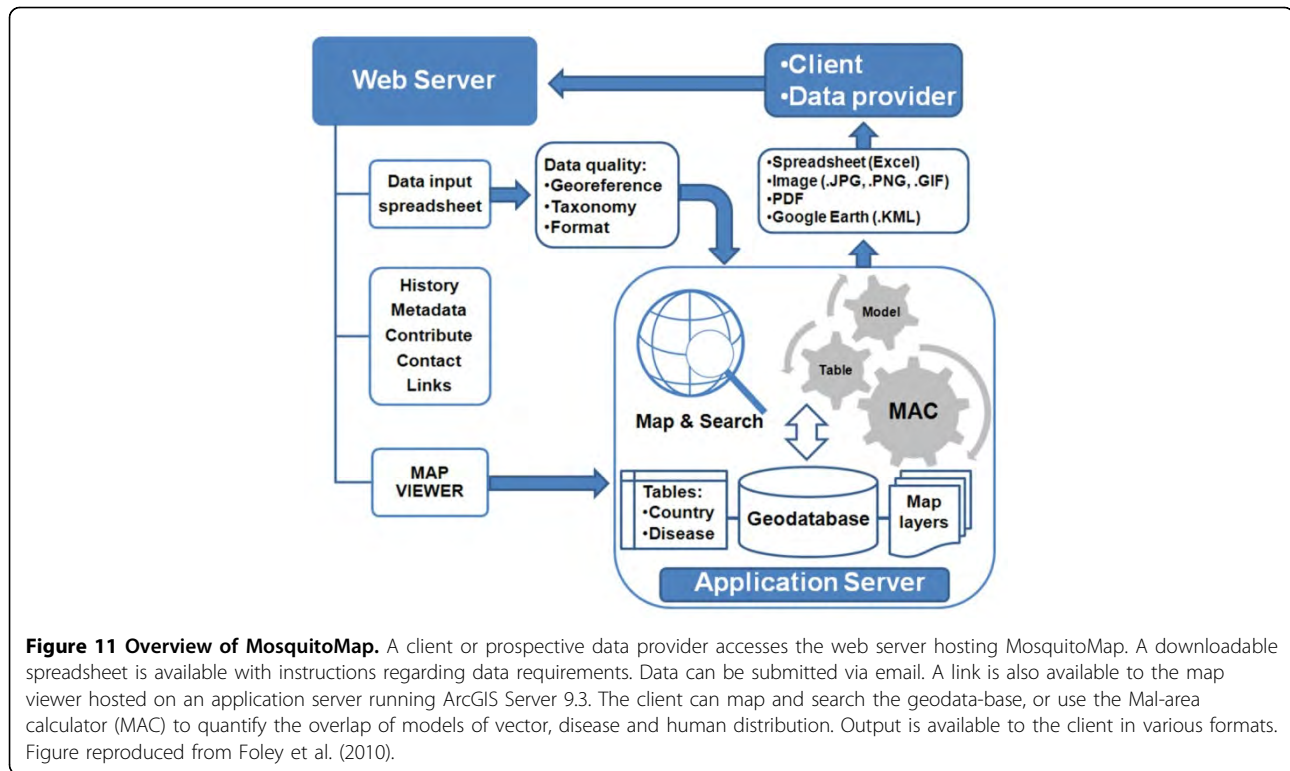 Web Server
•Client
•Data provider
Data input
spreadsheet
Data quality:
•Georeference
•Taxonomy
•Format
•Spreadsheet (Excel)
•Image (.JPG, .PNG, .GIF)
•PDF
•Google Earth (.KML)
History
Metadata
Contribute
Contact
Links
Model
Table
MAC
Map & Search
MAP
VIEWER
Tables:
•Country
•Disease
Geodatabase
Map
layers
Application Server
Figure 11 Overview of MosquitoMap. A client or prospective data provider accesses the web server hosting MosquitoMap. A downloadable
spreadsheet is available with instructions regarding data requirements. Data can be submitted via email. A link is also available to the map
viewer hosted on an application server running ArcGIS Server 9.3. The client can map and search the geodata-base, or use the Mal-area
calculator (MAC) to quantify the overlap of models of vector, disease and human distribution. Output is available to the client in various formats.
Figure reproduced from Foley et al. (2010).